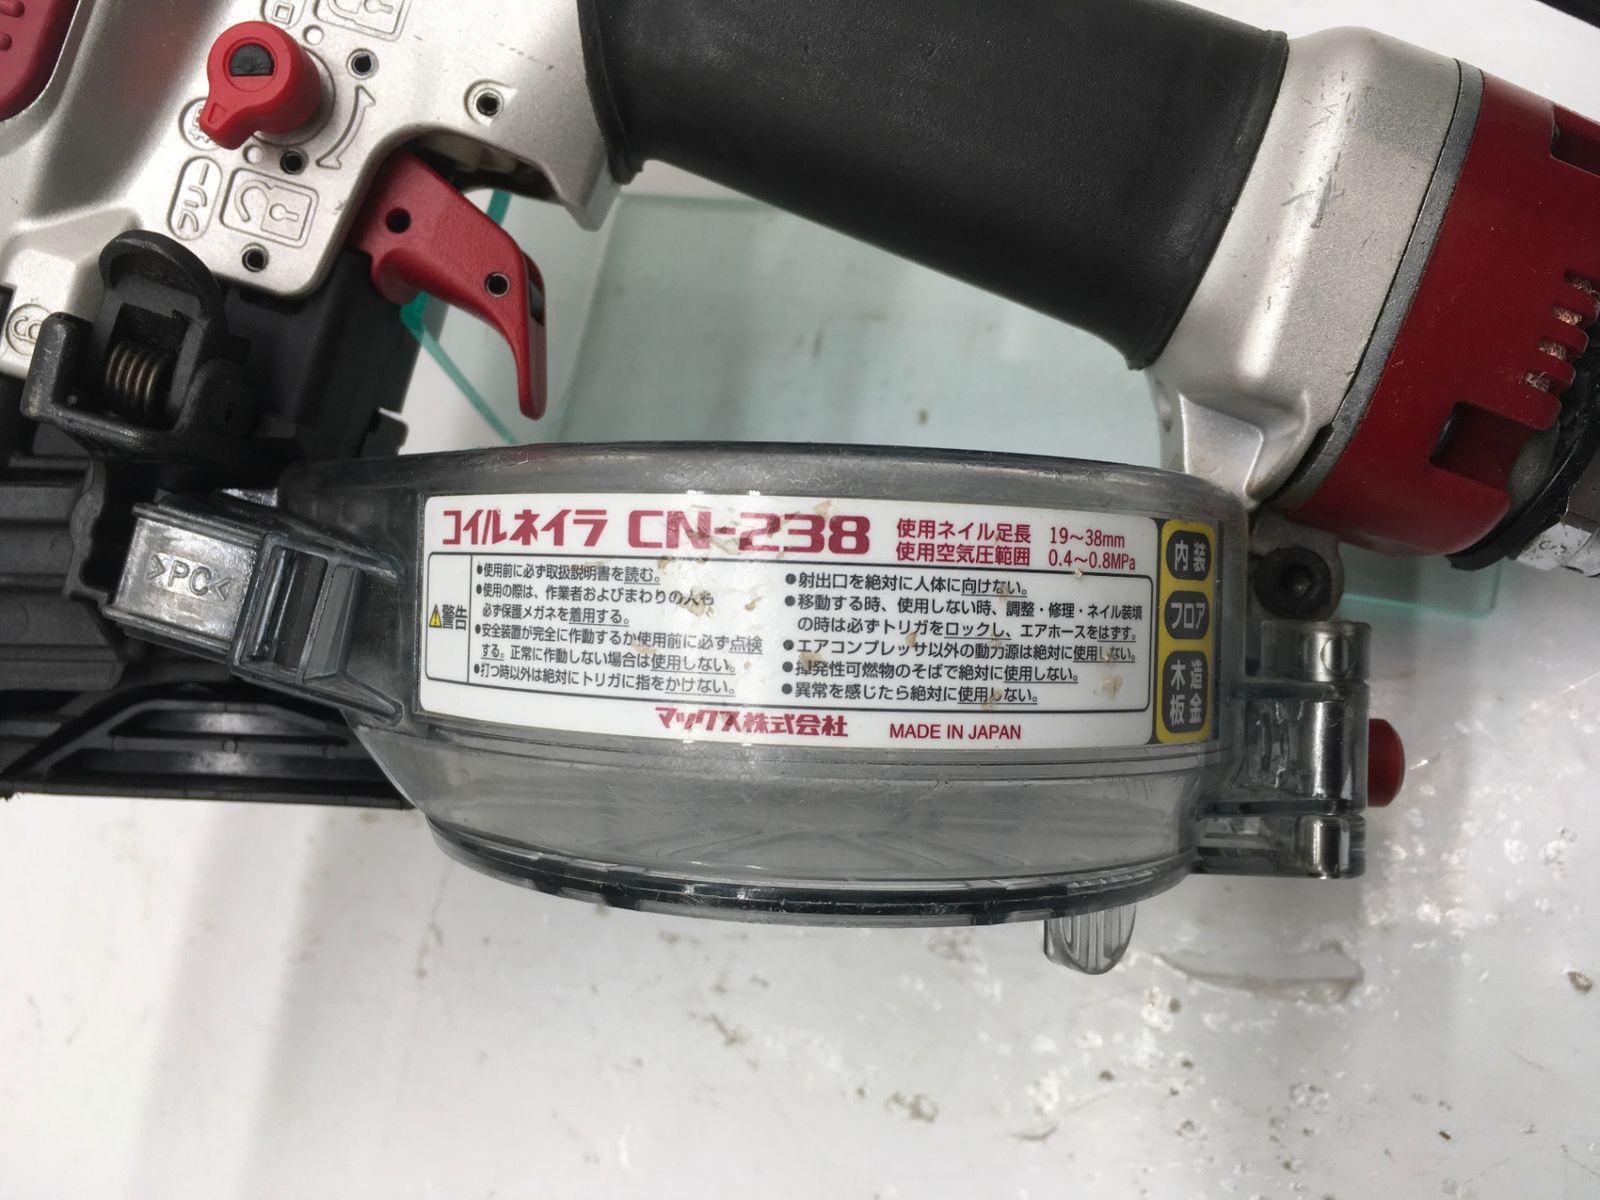 フリー
6
>PC<
コイルネイラ CN-238
使用ネイル足長 19〜38mm
使用空気圧範囲 0.4〜0.8MPa
警告
●使用前に必ず取扱説明書を読む。
●使用の際は、作業者およびまわりの人も
必ず保護メガネを着用する。
●安全装置が完全に作動するか使用前に必ず点検
する。正常に作動しない場合は使用しない。
●打つ時以外は絶対にトリガに指をかけない。
●射出口を絶対に人体に向けない。
●移動する時、使用しない時、調整・修理・ネイル装填
の時は必ずトリガをロックし、エアホースをはずす。
●エアコンプレッサ以外の動力源は絶対に使用しない。
●揮発性可燃物のそばで絶対に使用しない。
●異常を感じたら絶対に使用しない。
マックス株式会社 MADE IN JAPAN
内装
フロア
木造
板金